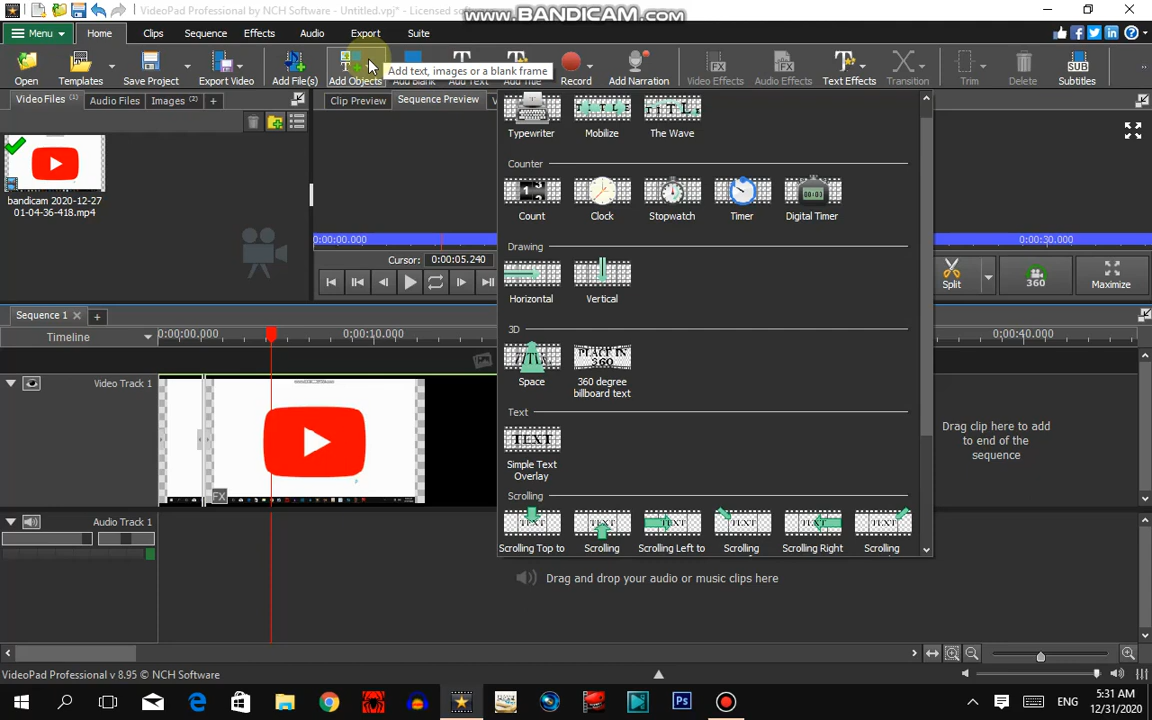 VideoPad Professional by NCH Software - Untitled.vpj* - Licensed
www.BANDICAM.com
Menu Home Clips Sequence Effects Audio Export Suite
Open Templates Save Project Export Video Add File(s) Add Objects Add Blank Add Text Add Title Record Add Narration Video Effects Audio Effects Text Effects Transition Trim Delete Subtitles
Add text, images or a blank frame
Video Files (1) Audio Files Images (2) + Clip Preview Sequence Preview
bandicam 2020-12-27
01-04-36-418.mp4
Typewriter Mobilize The Wave
Counter
Count Clock Stopwatch Timer Digital Timer
Drawing
Horizontal Vertical
3D
Space 360 degree
billboard text
Text
Simple Text
Overlay
Scrolling
Scrolling Top to Scrolling Scrolling Left to Scrolling Scrolling Right Scrolling
0:00:00.000 0:00:30.000
Cursor: 0:00:05.240
Split 360 Maximize
Sequence 1
Timeline 0:00:00.000 0:00:10.000 0:00:40.000
Video Track 1
FX
Drag clip here to add
to end of the
sequence
Audio Track 1
Drag and drop your audio or music clips here
VideoPad Professional v 8.95 © NCH Software
ENG 5:31 AM
12/31/2020